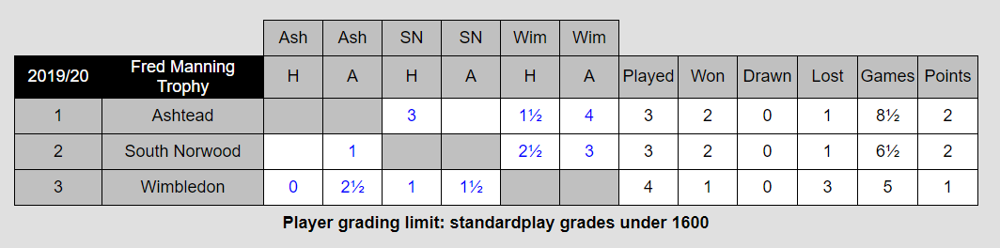 Ash Ash SN SN Wim Wim
2019/20 Fred Manning Trophy H A H A H A Played Won Drawn Lost Games Points
1 Ashtead 3 1½ 4 3 2 0 1 8½ 2
2 South Norwood 1 2½ 3 3 2 0 1 6½ 2
3 Wimbledon 0 2½ 1 1½ 4 1 0 3 5 1
Player grading limit: standardplay grades under 1600